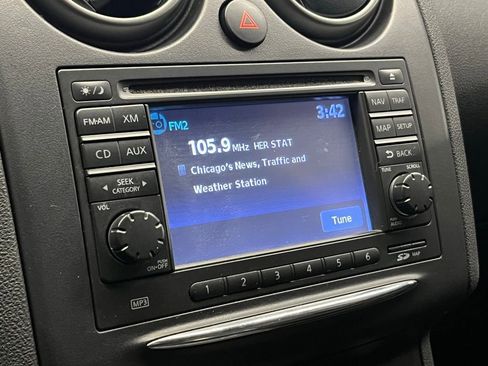 NAV TRAF
FM·AM XM
FM2
3:42
MAP SETUP
105.9 MHz HER STAT
CD AUX
Chicago's News, Traffic and
Weather Station
BACK
SEEK
CATEGORY
TUNE SCROLL
VOL
Tune
AUDIO
PUSH
ON·OFF
1 2 3 4 5 6
SD MAP
MP3